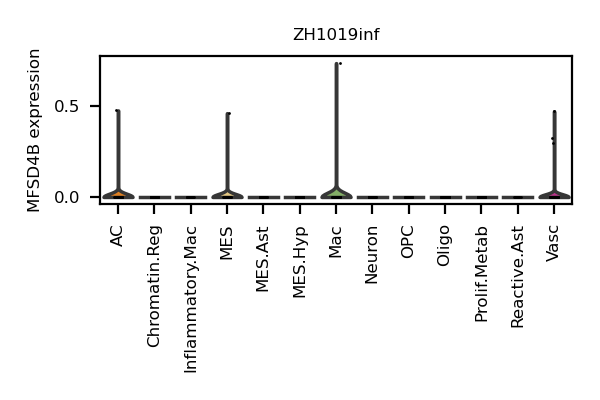 ZH1019inf
MFSD4B expression
0.5
0.0
AC
Chromatin.Reg
Inflammatory.Mac
MES
MES.Ast
MES.Hyp
Mac
Neuron
OPC
Oligo
Prolif.Metab
Reactive.Ast
Vasc